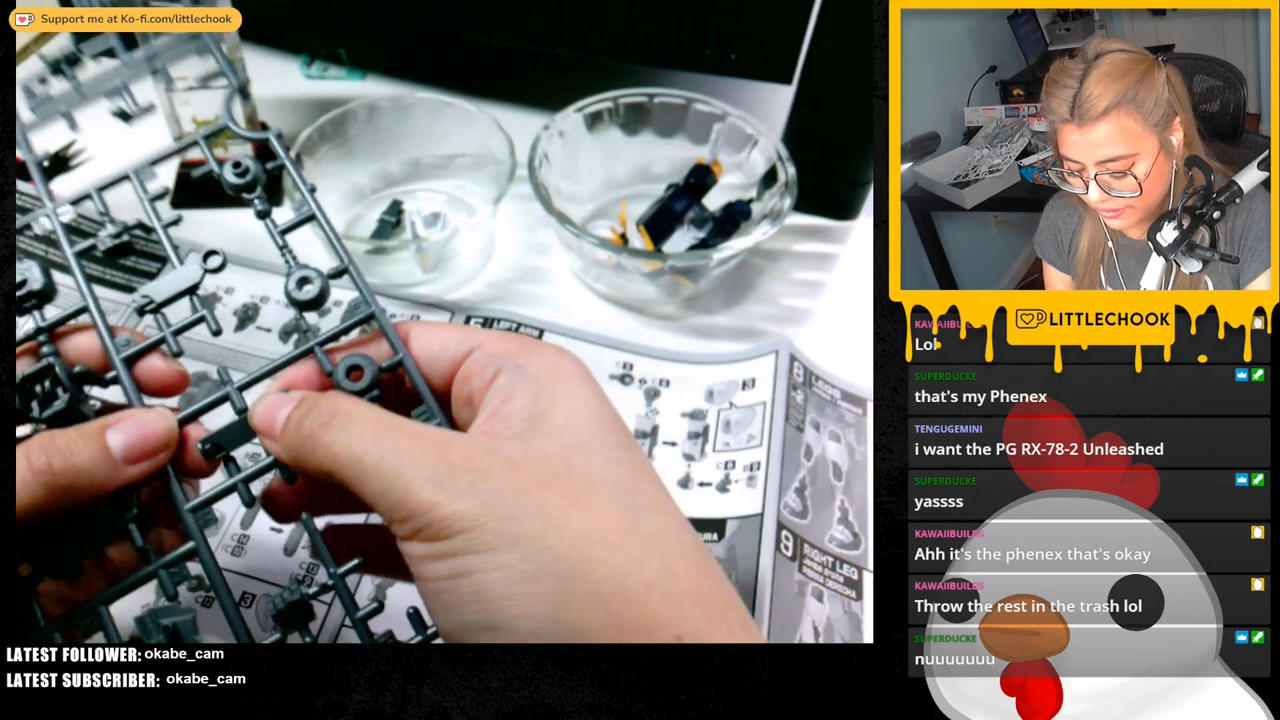 Support me at Ko-fi.com/littlechook
LITTLECHOOK
Lol
SUPERDUCKE
that's my Phenex
TENGUGEMINI
i want the PG RX-78-2 Unleashed
SUPERDUCKE
yassss
KAWAIIBUILDS
Ahh it's the phenex that's okay
KAWAIIBUILDS
Throw the rest in the trash lol
SUPERDUCKE
nuuuuuuu
LEFT ARM
8
LEGS
9
RIGHT LEG
LATEST FOLLOWER: okabe_cam
LATEST SUBSCRIBER: okabe_cam